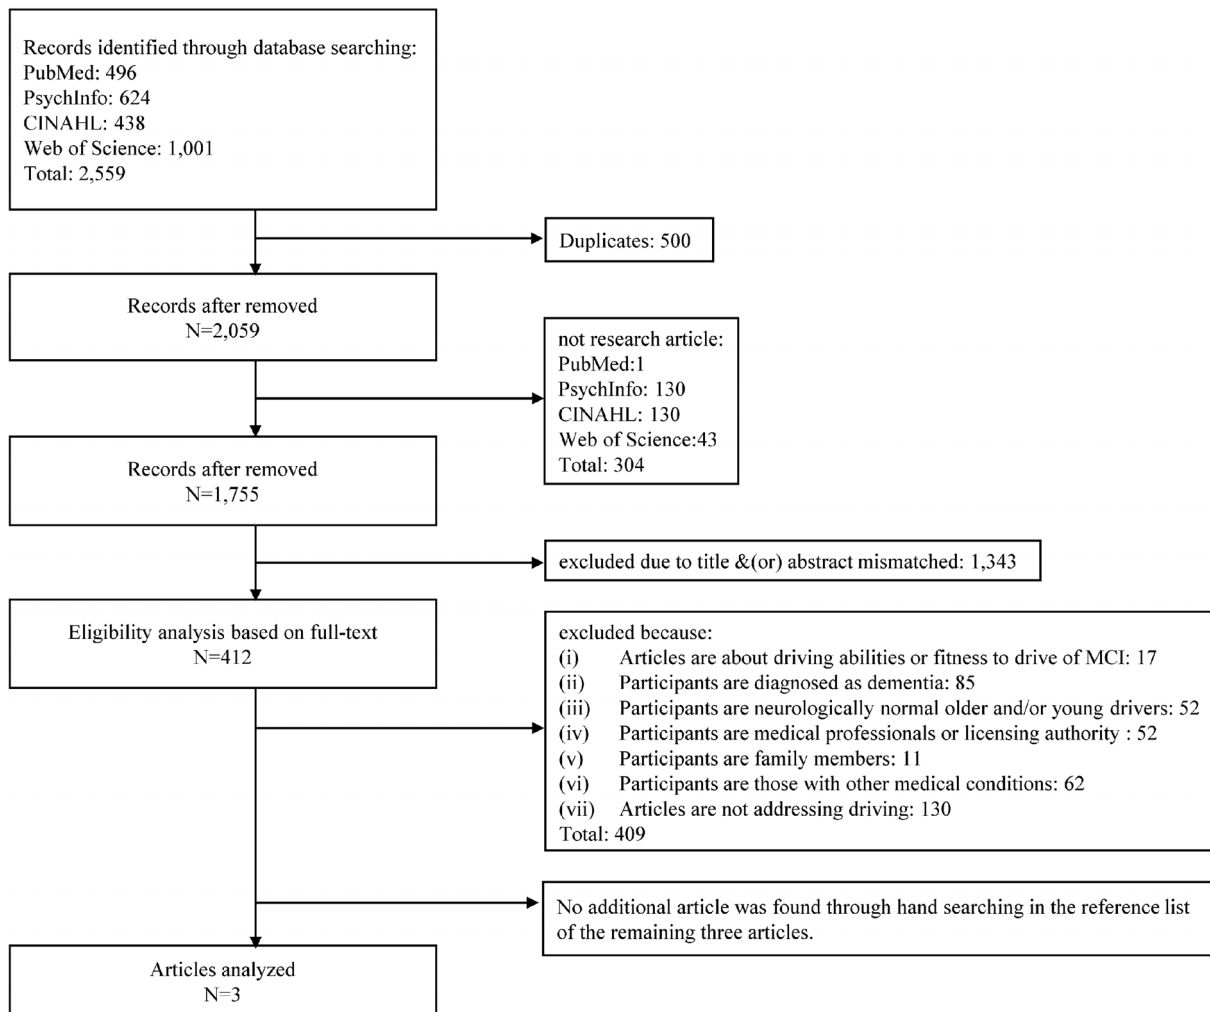 Records identified through database searching:
PubMed: 496
PsychInfo: 624
CINAHL: 438
Web of Science: 1,001
Total: 2,559
Duplicates: 500
Records after removed
N=2,059
not research article:
PubMed:1
PsychInfo: 130
CINAHL: 130
Web of Science:43
Total: 304
Records after removed
N=1,755
excluded due to title &(or) abstract mismatched: 1,343
Eligibility analysis based on full-text
N=412
excluded because:
(i) Articles are about driving abilities or fitness to drive of MCI: 17
(ii) Participants are diagnosed as dementia: 85
(iii) Participants are neurologically normal older and/or young drivers: 52
(iv) Participants are medical professionals or licensing authority : 52
(v) Participants are family members: 11
(vi) Participants are those with other medical conditions: 62
(vii) Articles are not addressing driving: 130
Total: 409
No additional article was found through hand searching in the reference list
of the remaining three articles.
Articles analyzed
N=3